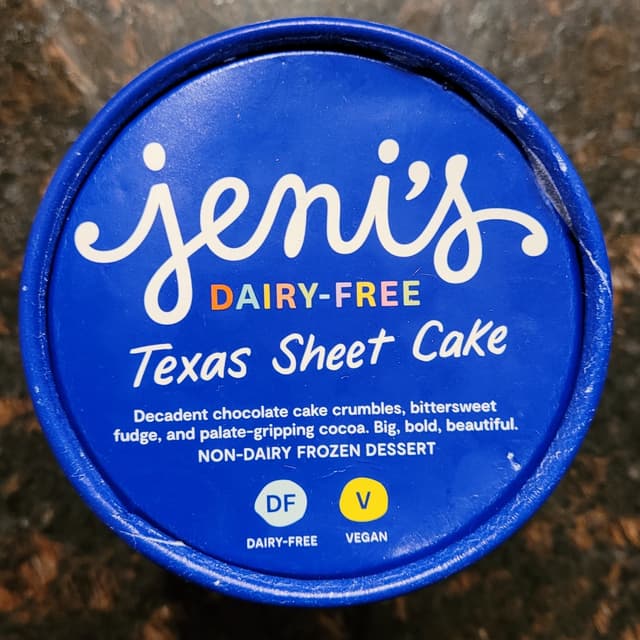 jeni's
DAIRY-FREE
Texas Sheet Cake
Decadent chocolate cake crumbles, bittersweet
fudge, and palate-gripping cocoa. Big, bold, beautiful.
NON-DAIRY FROZEN DESSERT
DF V
DAIRY-FREE VEGAN